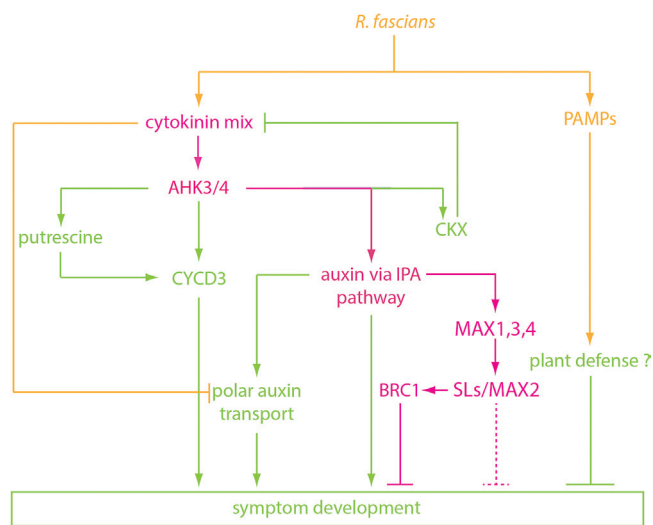 R. fascians
cytokinin mix
PAMPs
AHK3/4
putrescine
CKX
CYCD3
auxin via IPA
pathway
MAX1,3,4
plant defense ?
polar auxin
transport
BRC1
SLs/MAX2
symptom development